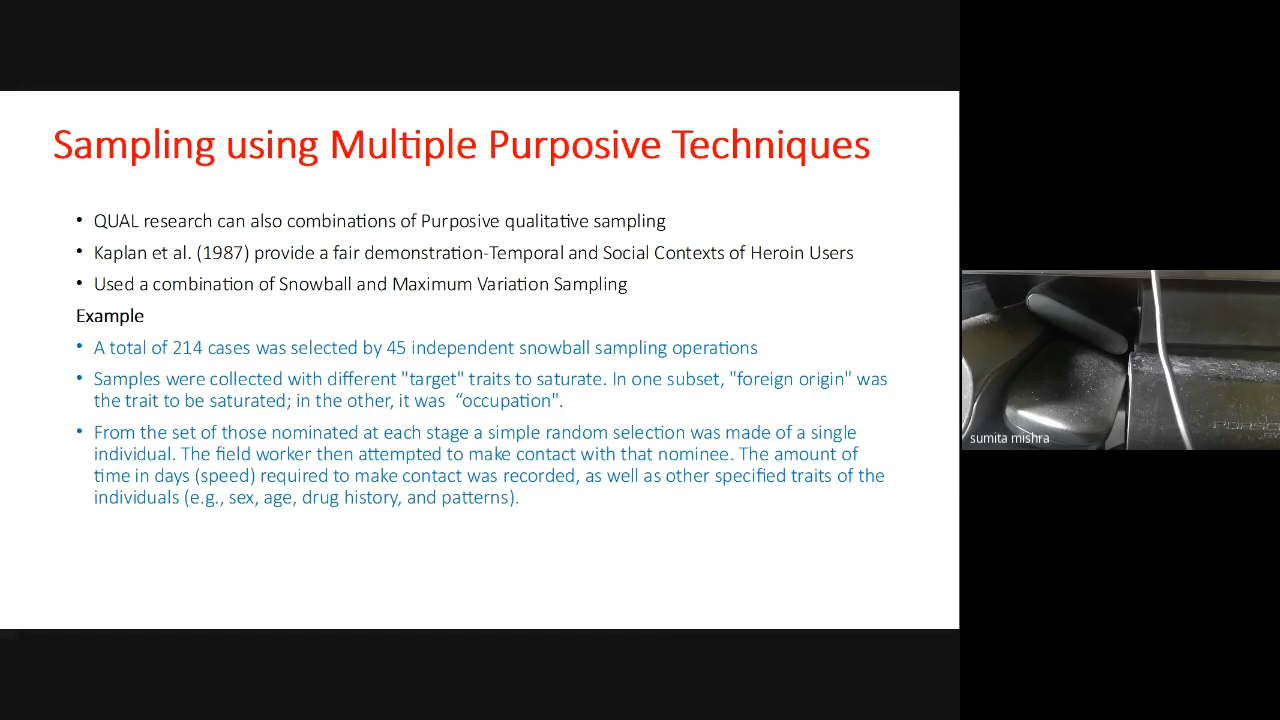 Sampling using Multiple Purposive Techniques
• QUAL research can also combinations of Purposive qualitative sampling
• Kaplan et al. (1987) provide a fair demonstration-Temporal and Social Contexts of Heroin Users
• Used a combination of Snowball and Maximum Variation Sampling
Example
• A total of 214 cases was selected by 45 independent snowball sampling operations
• Samples were collected with different "target" traits to saturate. In one subset, "foreign origin" was
the trait to be saturated; in the other, it was “occupation".
• From the set of those nominated at each stage a simple random selection was made of a single
individual. The field worker then attempted to make contact with that nominee. The amount of
time in days (speed) required to make contact was recorded, as well as other specified traits of the
individuals (e.g., sex, age, drug history, and patterns).
sumita mishra